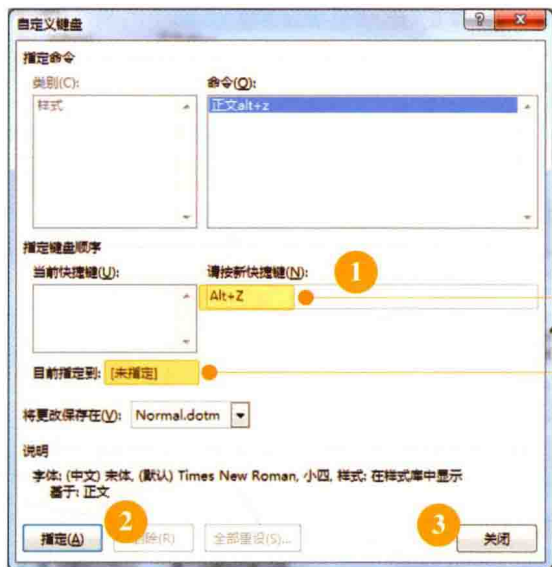 自定义键盘
指定命令
类别(C):
命令(O):
样式
正文alt+z
指定键盘顺序
当前快捷键(U):
请按新快捷键(N):
1
Alt+Z
目前指定到:
[未指定]
将更改保存在(V):
Normal.dotm
说明
字体: (中文) 宋体, (默认) Times New Roman, 小四, 样式: 在样式库中显示
基于: 正文
2
3
指定(A)
除(R)
全部重设(S)...
关闭